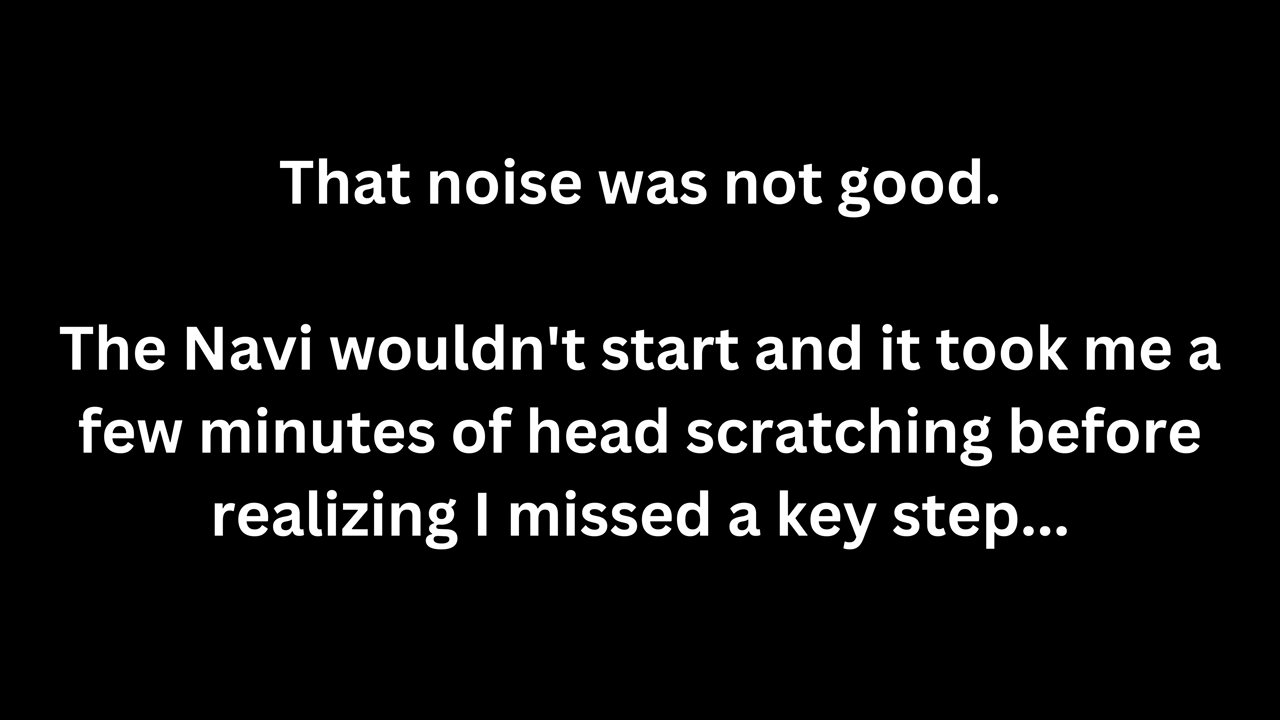 That noise was not good.
The Navi wouldn't start and it took me a
few minutes of head scratching before
realizing I missed a key step...